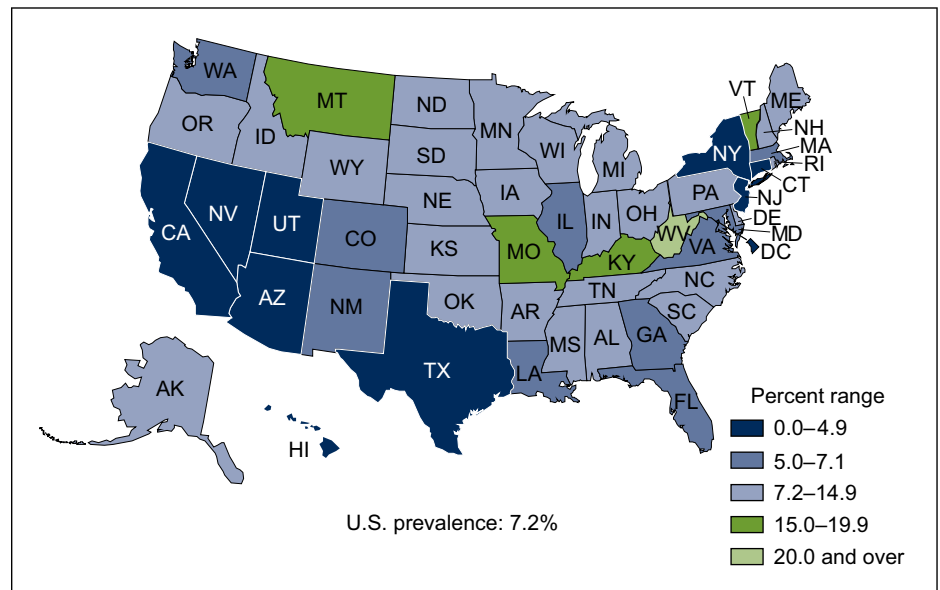 WA
MT
ND
VT
ME
OR
ID
MN
NH
MA
RI
WI
NY
SD
WY
MI
CT
IA
PA
NJ
NE
NV
UT
IL
IN
OH
DE
CA
CO
WV
MD
VA
KS
MO
DC
KY
AZ
NM
OK
TN
NC
AR
SC
MS
AL
GA
TX
LA
AK
FL
HI
Percent range
0.0–4.9
5.0–7.1
7.2–14.9
15.0–19.9
20.0 and over
U.S. prevalence: 7.2%